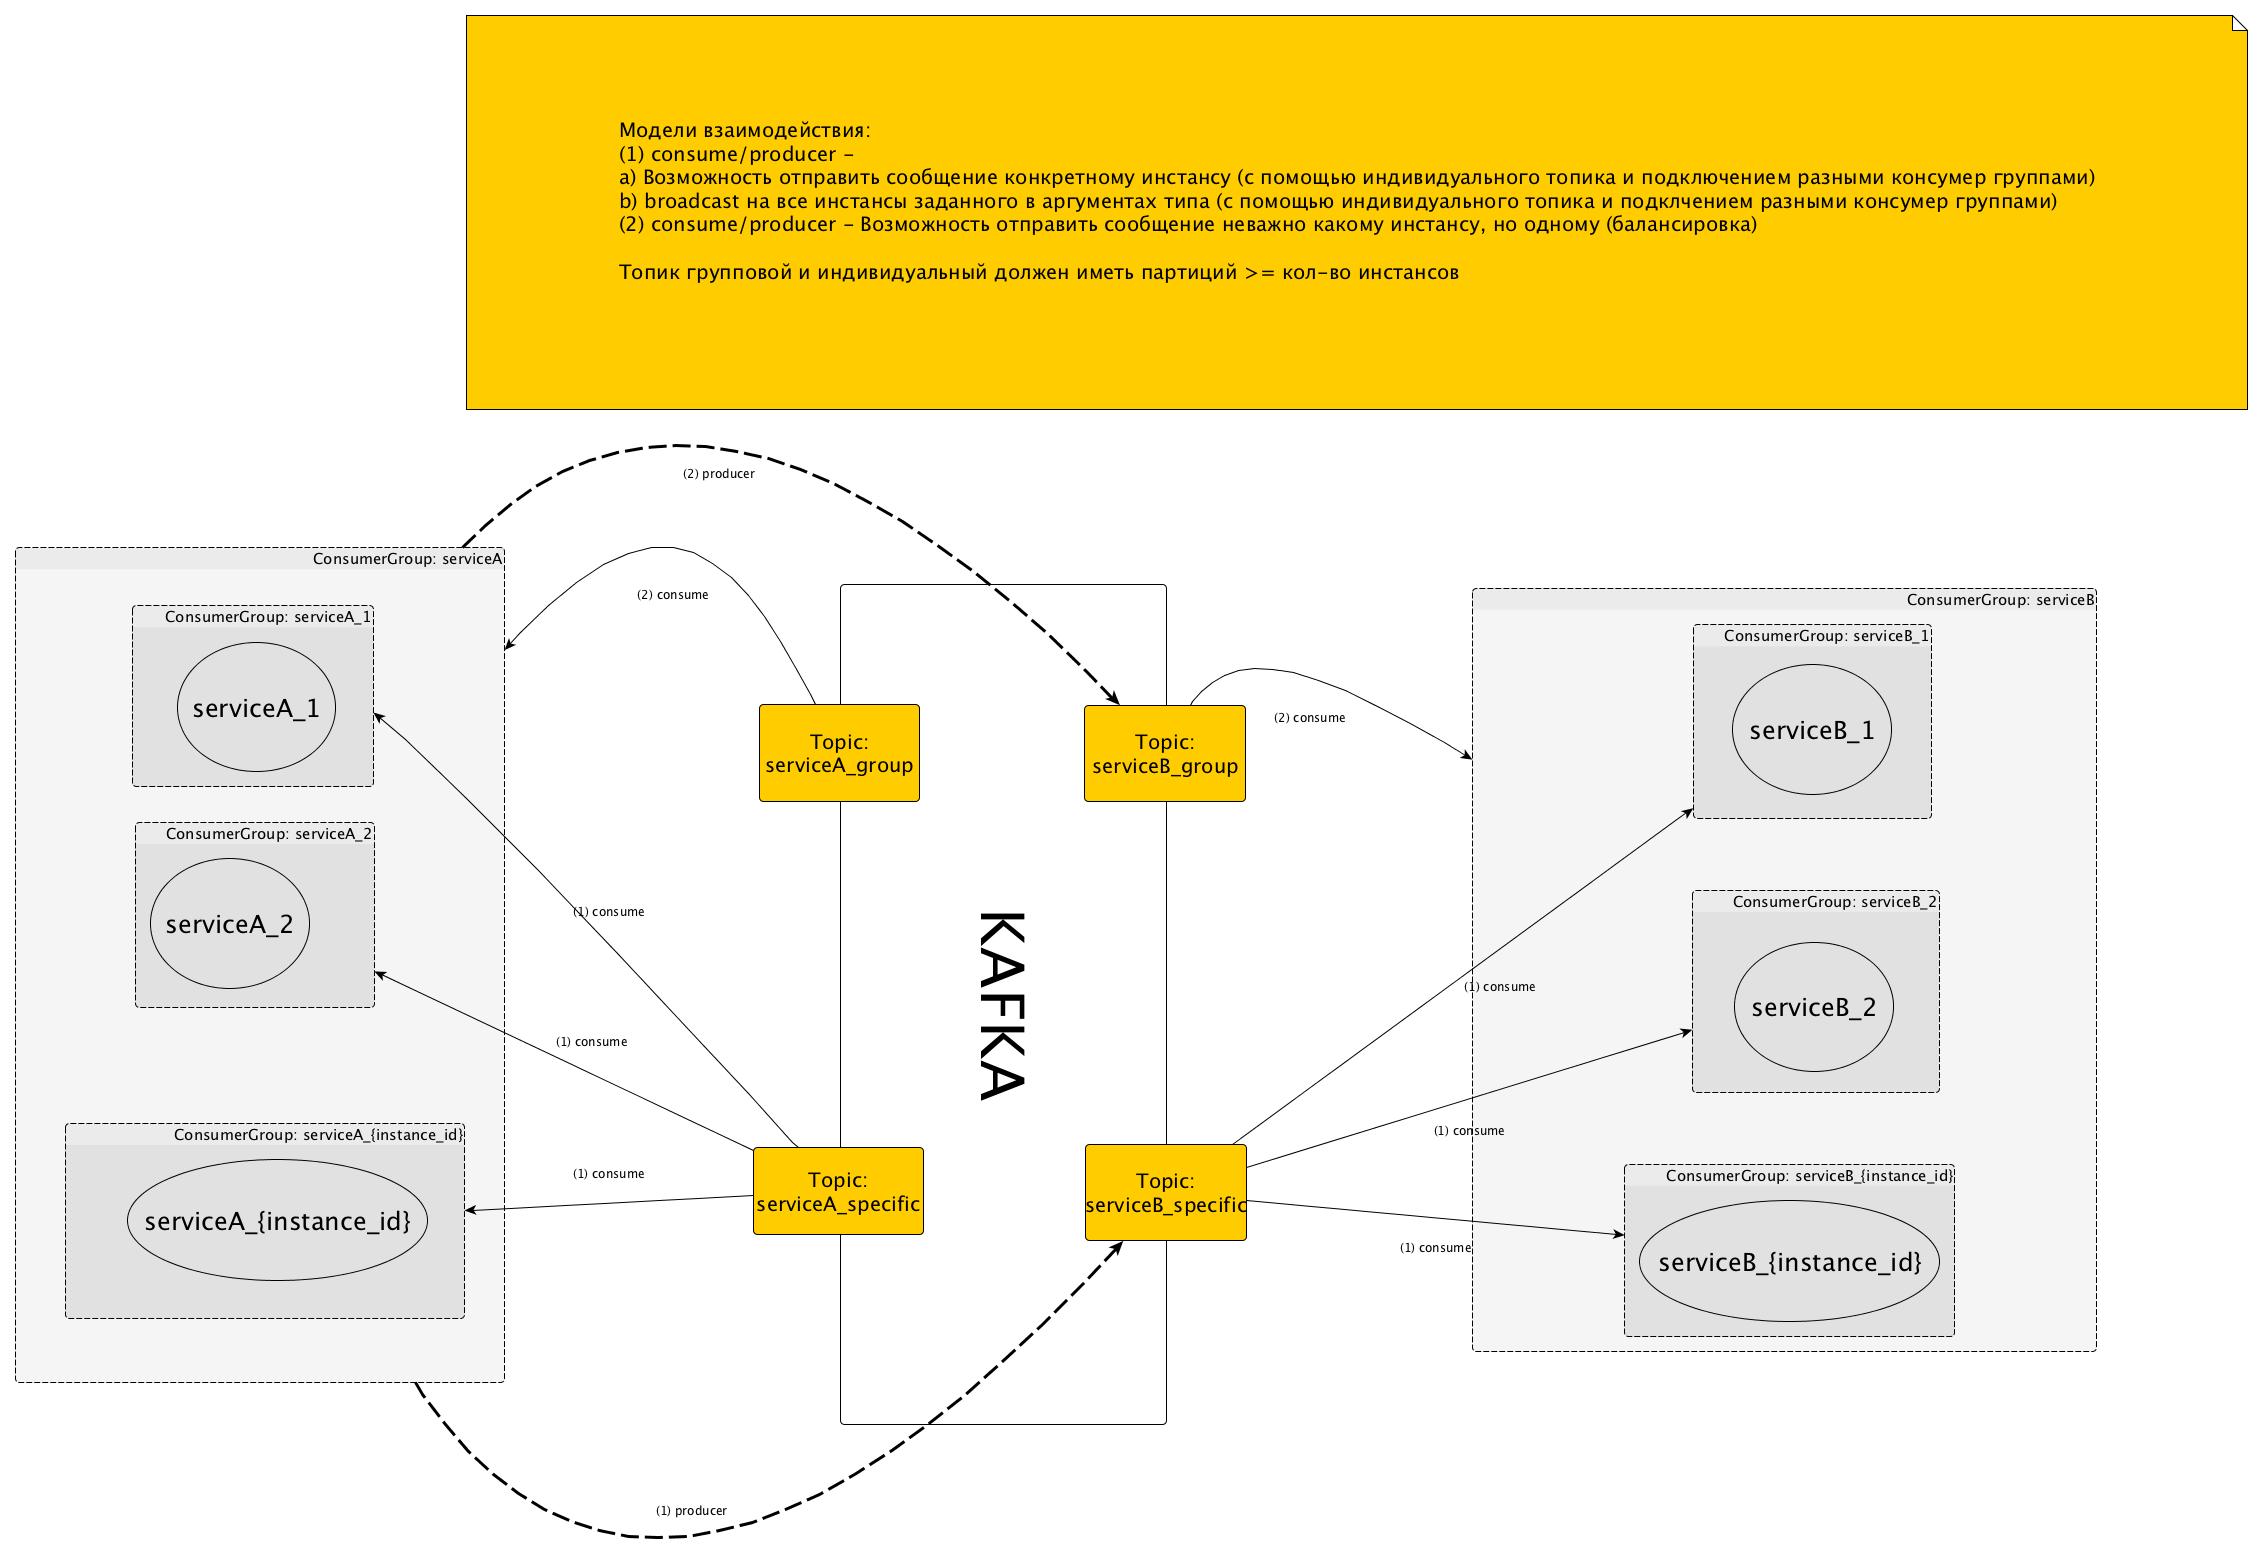 Модели взаимодействия:
(1) consume/producer –
a) Возможность отправить сообщение конкретному инстансу (с помощью индивидуального топика и подключением разными консумер группами)
b) broadcast на все инстансы заданного в аргументах типа (с помощью индивидуального топика и подклчением разными консумер группами)
(2) consume/producer – Возможность отправить сообщение неважно какому инстансу, но одному (балансировка)
Топик групповой и индивидуальный должен иметь партиций >= кол-во инстансов
(2) producer
ConsumerGroup: serviceA
(2) consume
ConsumerGroup: serviceA_1
serviceA_1
ConsumerGroup: serviceA_2
serviceA_2
ConsumerGroup: serviceA_{instance_id}
serviceA_{instance_id}
(1) consume
(1) consume
(1) consume
Topic:
serviceA_group
Topic:
serviceB_group
KAFKA
Topic:
serviceA_specific
Topic:
serviceB_specific
(2) consume
(1) consume
(1) consume
(1) consume
ConsumerGroup: serviceB
ConsumerGroup: serviceB_1
serviceB_1
ConsumerGroup: serviceB_2
serviceB_2
ConsumerGroup: serviceB_{instance_id}
serviceB_{instance_id}
(1) producer